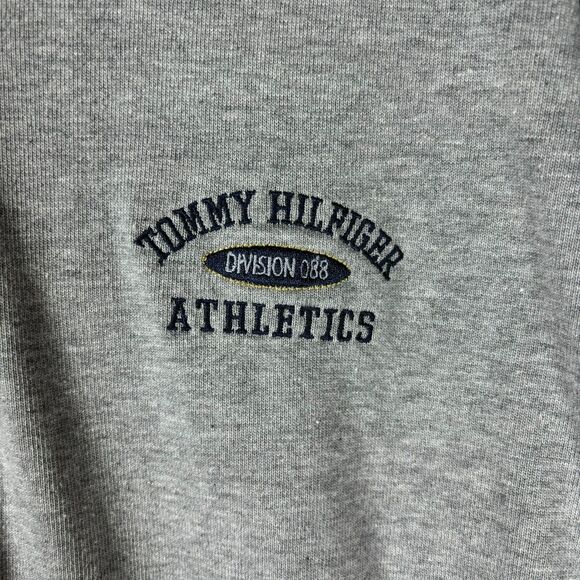 TOMMY HILFIGER
DIVISION 088
ATHLETICS